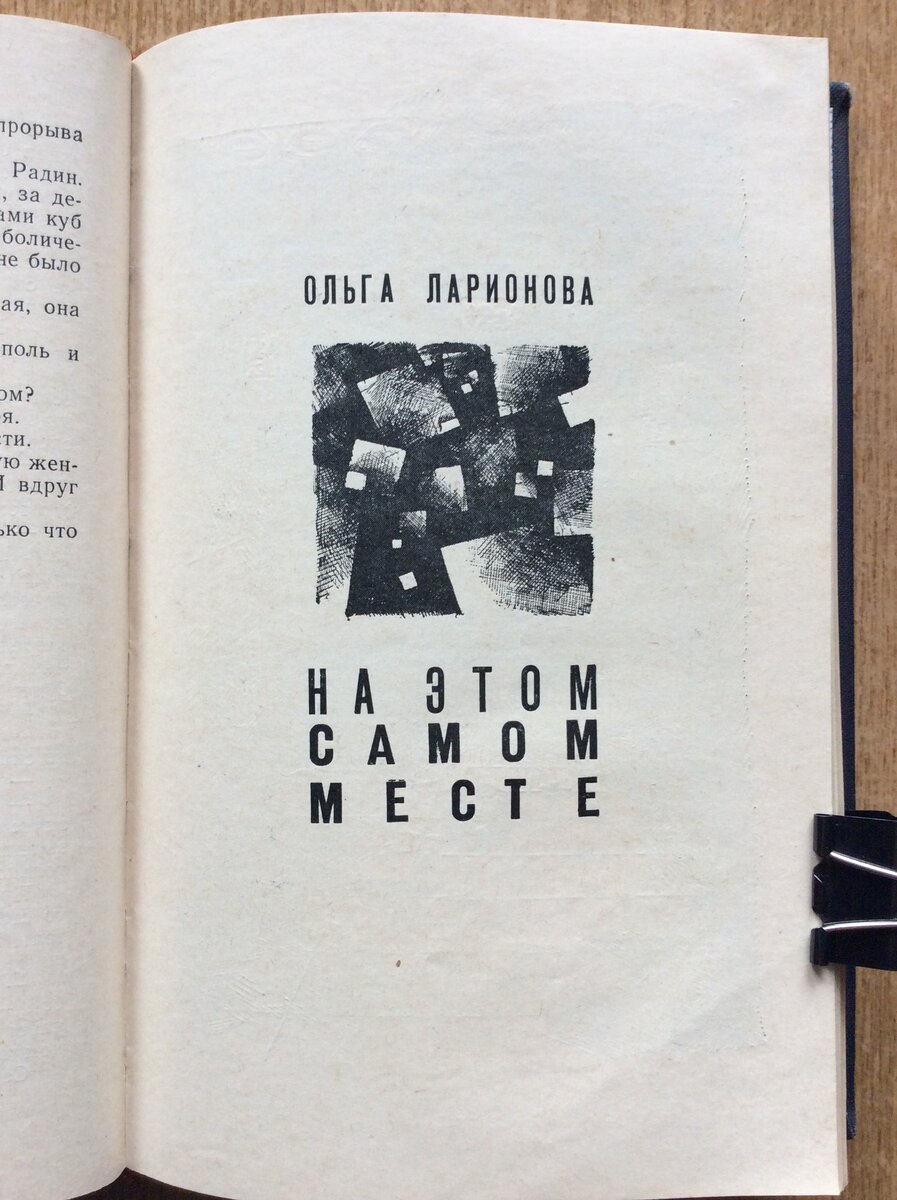 прорыва
Радин.
, за де-
ами куб
боличе-
не было
ая, она
поль и
ом?
я.
сти.
ую жен-
И вдруг
ько что
ОЛЬГА ЛАРИОНОВА
НА ЭТОМ
САМОМ
МЕСТЕ